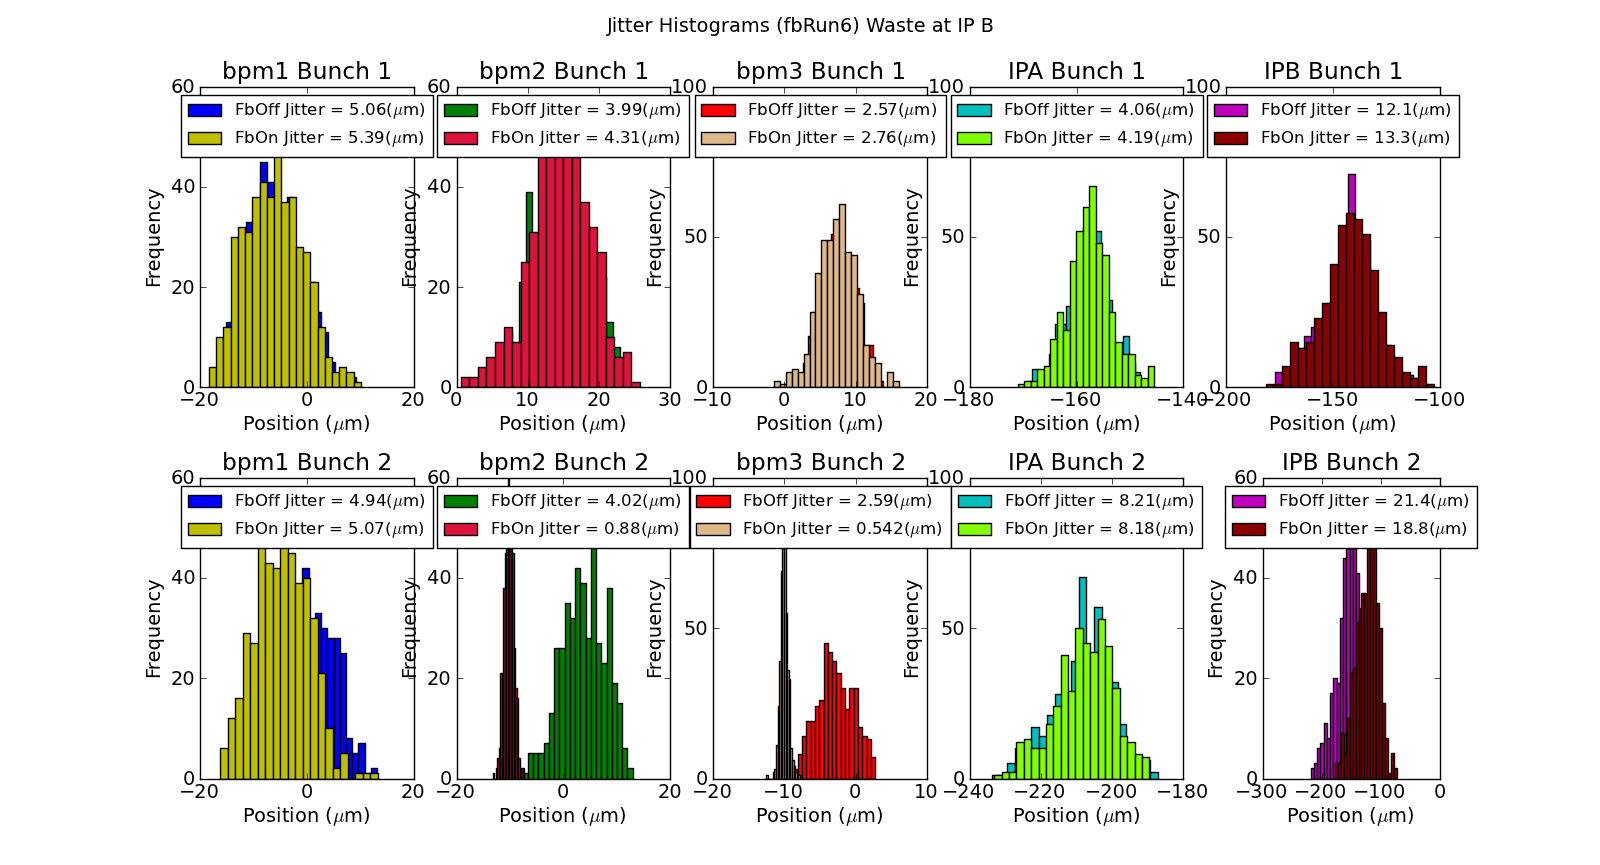 Jitter Histograms (fbRun6) Waste at IP B
bpm1 Bunch 1
60
40
20
0
Frequency
FbOff Jitter = 5.06(μm)
FbOn Jitter = 5.39(μm)
−20
0
20
Position (μm)
bpm2 Bunch 1
60
40
20
0
Frequency
FbOff Jitter = 3.99(μm)
FbOn Jitter = 4.31(μm)
0
10
20
30
Position (μm)
bpm3 Bunch 1
100
50
0
Frequency
FbOff Jitter = 2.57(μm)
FbOn Jitter = 2.76(μm)
−10
0
10
20
Position (μm)
IPA Bunch 1
100
50
0
Frequency
FbOff Jitter = 4.06(μm)
FbOn Jitter = 4.19(μm)
−180
−160
−140
Position (μm)
IPB Bunch 1
100
50
0
Frequency
FbOff Jitter = 12.1(μm)
FbOn Jitter = 13.3(μm)
−200
−150
−100
Position (μm)
bpm1 Bunch 2
60
40
20
0
Frequency
FbOff Jitter = 4.94(μm)
FbOn Jitter = 5.07(μm)
−20
0
20
Position (μm)
bpm2 Bunch 2
60
40
20
0
Frequency
FbOff Jitter = 4.02(μm)
FbOn Jitter = 0.88(μm)
−20
0
20
Position (μm)
bpm3 Bunch 2
100
50
0
Frequency
FbOff Jitter = 2.59(μm)
FbOn Jitter = 0.542(μm)
−20
−10
0
10
Position (μm)
IPA Bunch 2
100
50
0
Frequency
FbOff Jitter = 8.21(μm)
FbOn Jitter = 8.18(μm)
−240
−220
−200
−180
Position (μm)
IPB Bunch 2
60
40
20
0
Frequency
FbOff Jitter = 21.4(μm)
FbOn Jitter = 18.8(μm)
−300
−200
−100
0
Position (μm)